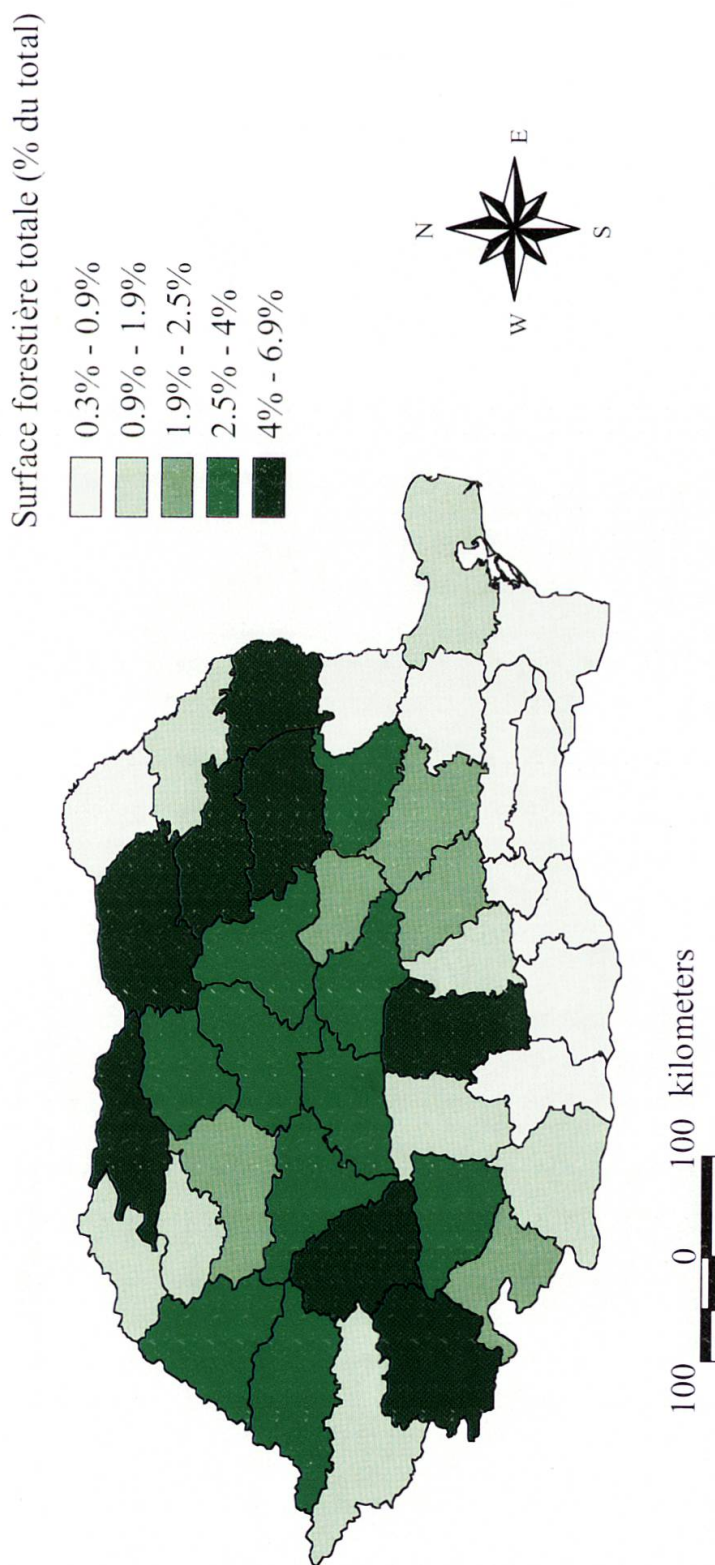 Surface forestière totale (% du total)
0.3% - 0.9%
0.9% - 1.9%
1.9% - 2.5%
2.5% - 4%
4% - 6.9%
N
W
E
S
100 0 100 kilometers